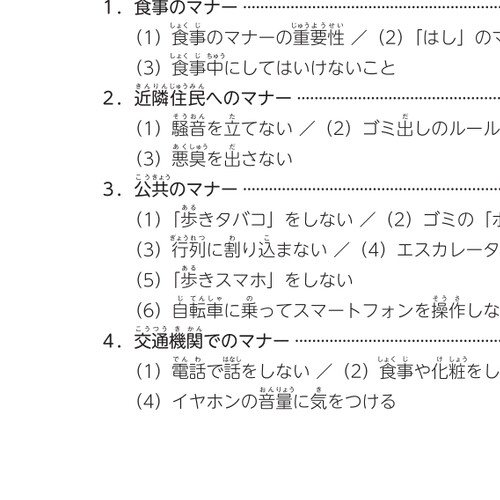 1．食事のマナー ……………………………
（1）食事のマナーの重要性 ／（2）「はし」の
（3）食事中にしてはいけないこと
2．近隣住民へのマナー ……………………
（1）騒音を立てない ／（2）ゴミ出しのルール
（3）悪臭を出さない
3．公共のマナー ……………………………
（1）「歩きタバコ」をしない ／（2）ゴミの「
（3）行列に割り込まない ／（4）エスカレータ
（5）「歩きスマホ」をしない
（6）自転車に乗ってスマートフォンを操作しな
4．交通機関でのマナー ……………………
（1）電話で話をしない ／（2）食事や化粧をし
（4）イヤホンの音量に気をつける